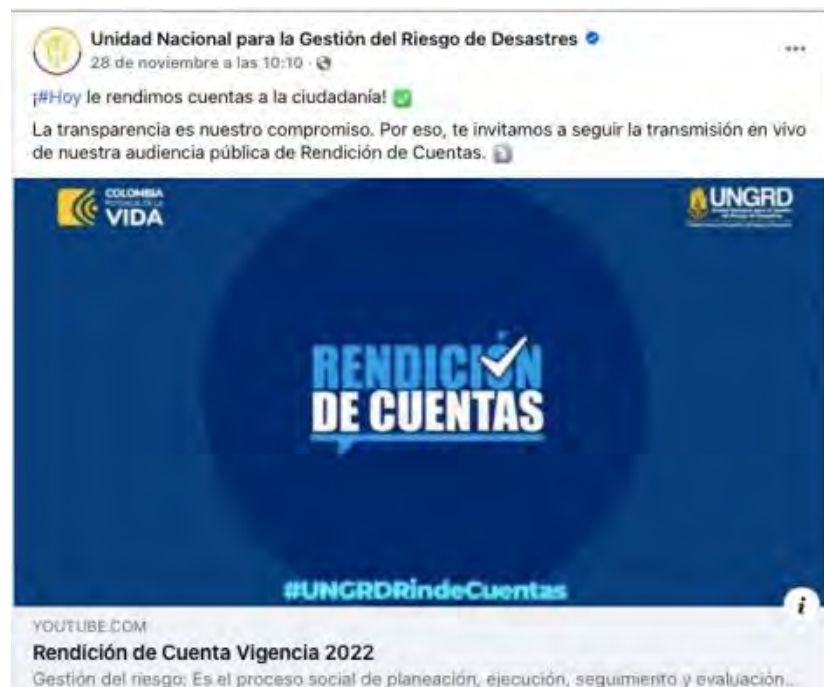 Unidad Nacional para la Gestión del Riesgo de Desastres
28 de noviembre a las 10:10 ·
¡#Hoy le rendimos cuentas a la ciudadanía! ✅
La transparencia es nuestro compromiso. Por eso, te invitamos a seguir la transmisión en vivo
de nuestra audiencia pública de Rendición de Cuentas. ⤵️
COLOMBIA
POTENCIA DE LA
VIDA
UNGRD
RENDICIÓN
DE CUENTAS
#UNGRDRindeCuentas
YOUTUBE.COM
Rendición de Cuenta Vigencia 2022
Gestión del riesgo: Es el proceso social de planeación, ejecución, seguimiento y evaluación...